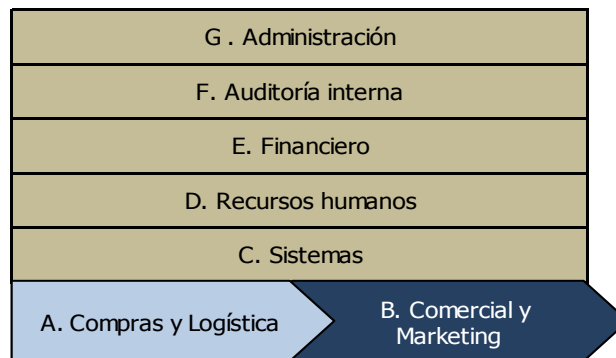 G . Administración
F. Auditoría interna
E. Financiero
D. Recursos humanos
C. Sistemas
A. Compras y Logística
B. Comercial y
Marketing